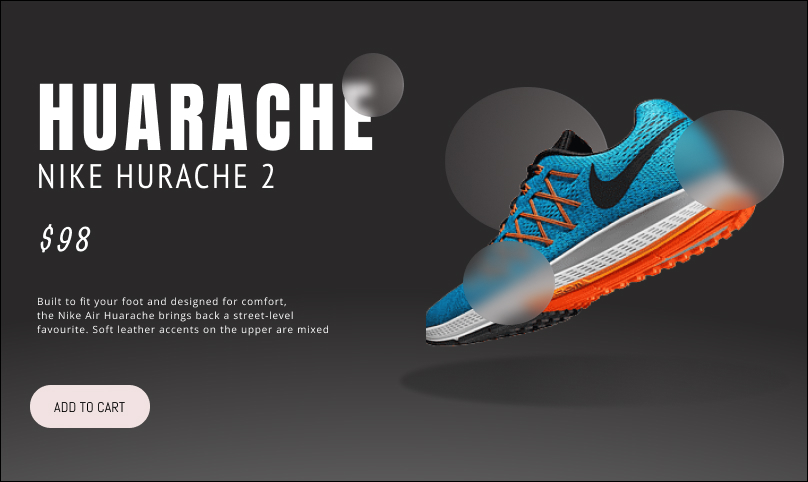 HUARACHE
NIKE HURACHE 2
$98
Built to fit your foot and designed for comfort,
the Nike Air Huarache brings back a street-level
favourite. Soft leather accents on the upper are mixed
ADD TO CART